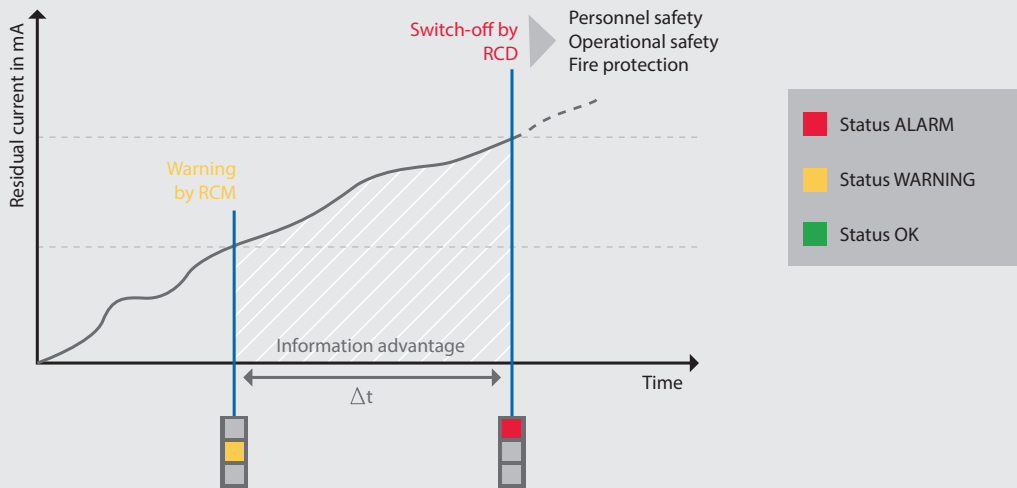 Residual current in mA
Switch-off by
RCD
Personnel safety
Operational safety
Fire protection
Warning
by RCM
Status ALARM
Status WARNING
Status OK
Information advantage
Δt
Time